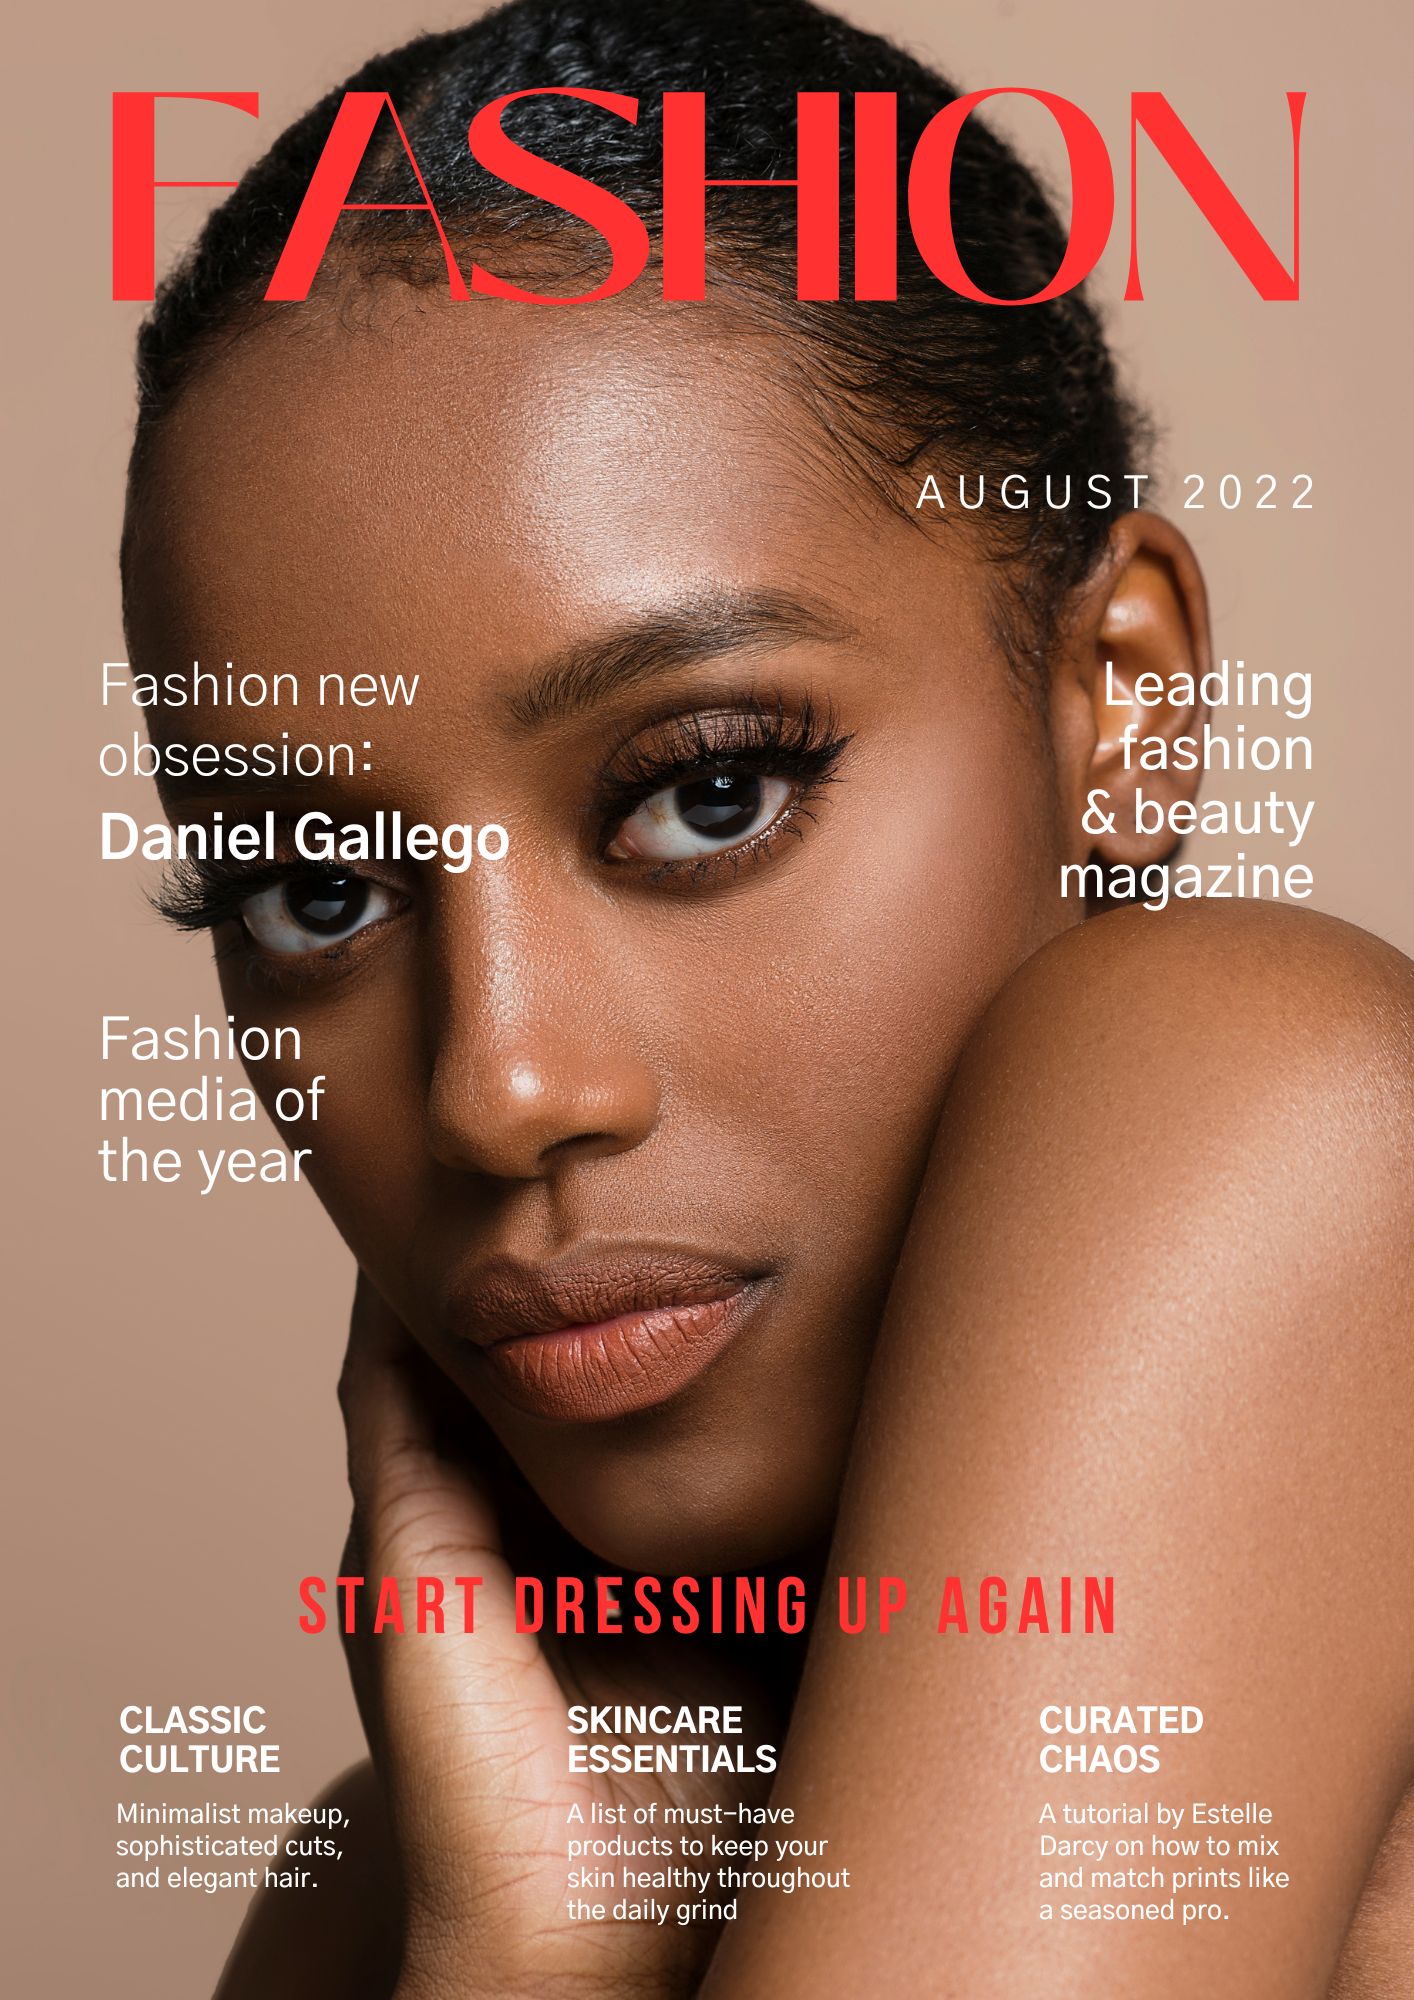 FASHION
AUGUST 2022
Fashion new
obsession:
Daniel Gallego
Leading
fashion
& beauty
magazine
Fashion
media of
the year
START DRESSING UP AGAIN
CLASSIC
CULTURE
Minimalist makeup,
sophisticated cuts,
and elegant hair.
SKINCARE
ESSENTIALS
A list of must-have
products to keep your
skin healthy throughout
the daily grind
CURATED
CHAOS
A tutorial by Estelle
Darcy on how to mix
and match prints like
a seasoned pro.